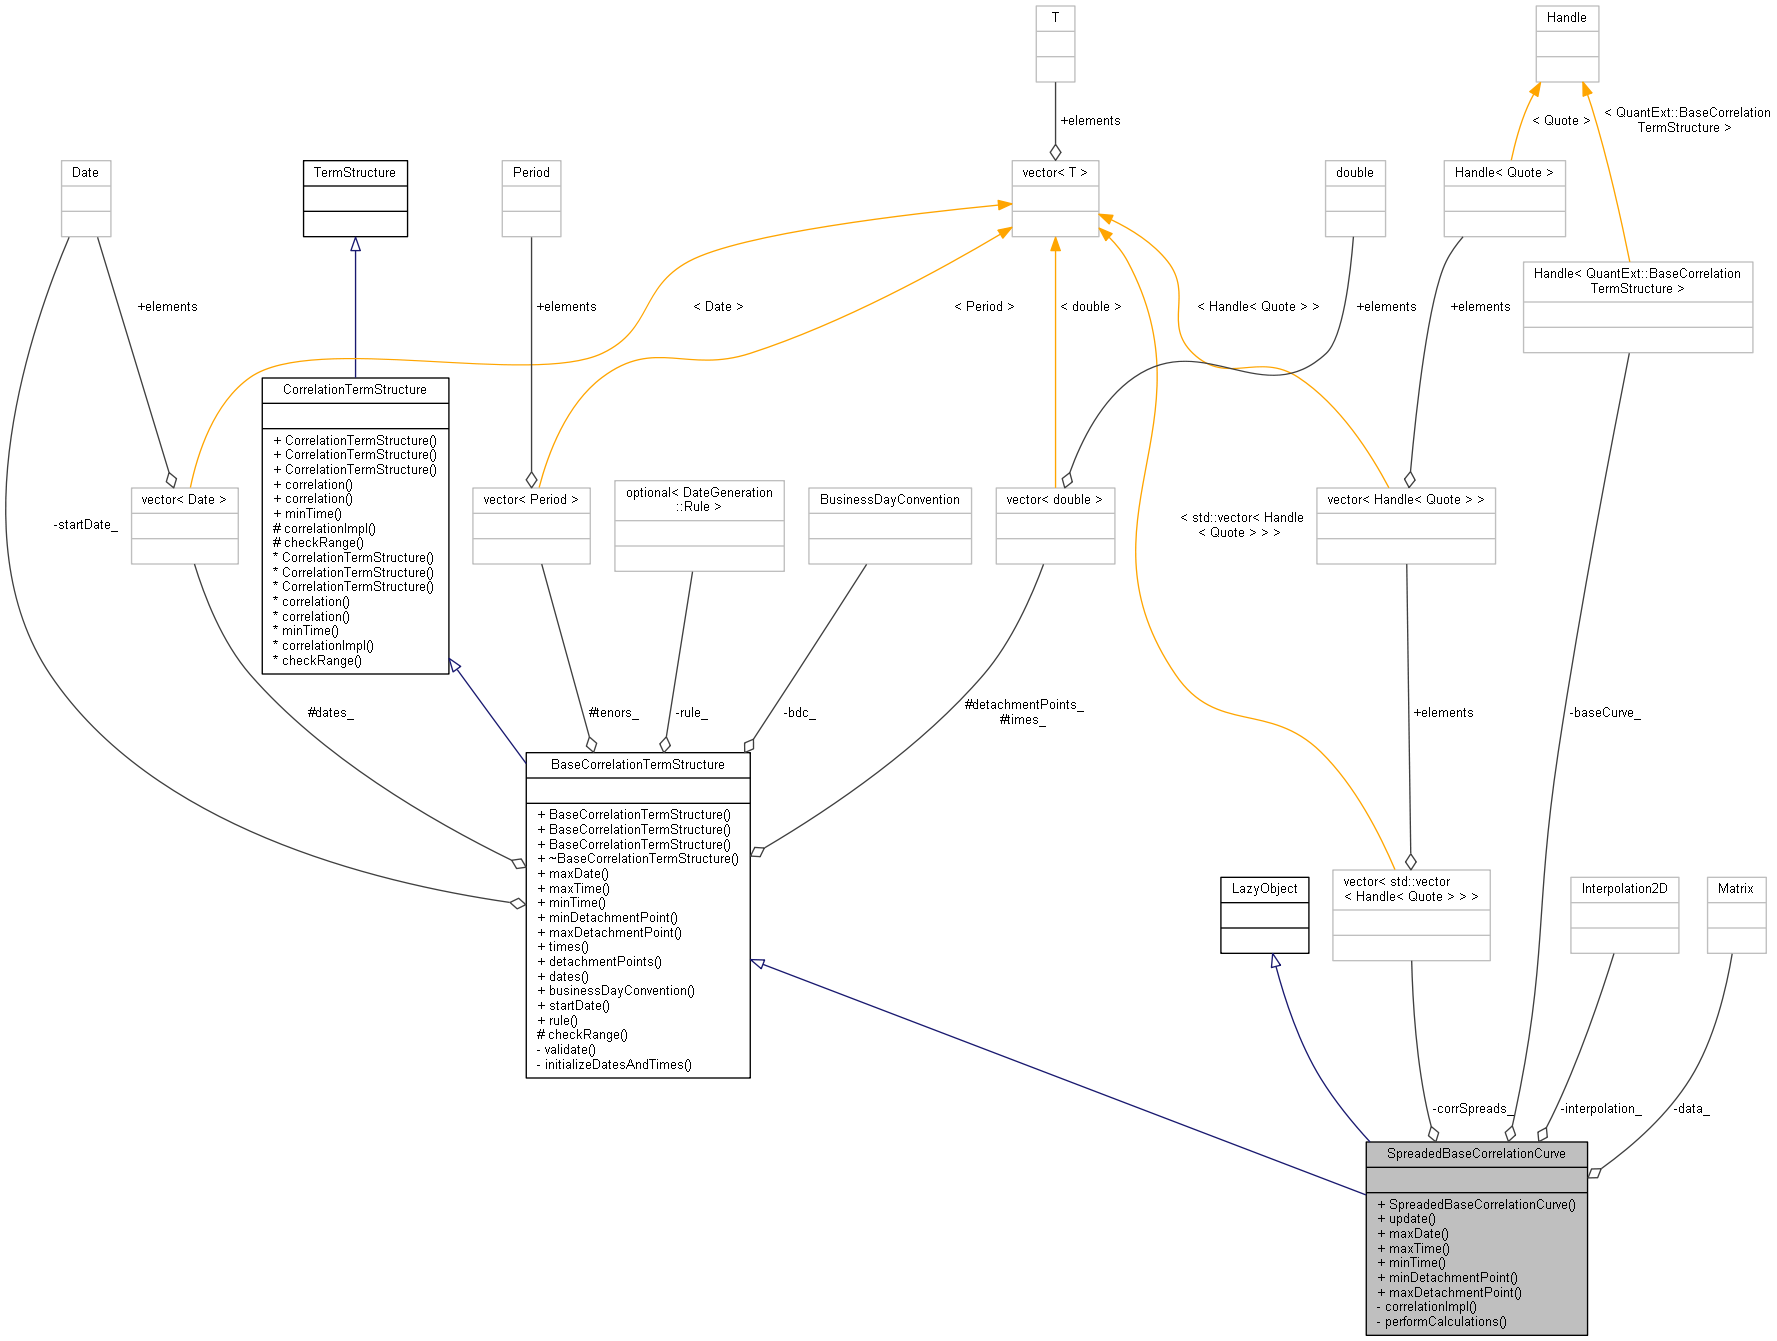 T
Handle
+elements
< Quote >
< QuantExt::BaseCorrelation
TermStructure >
Date
TermStructure
Period
vector< T >
double
Handle< Quote >
Handle< QuantExt::BaseCorrelation
TermStructure >
+elements
+elements
< Date >
< Period >
< double >
< Handle< Quote > >
+elements
+elements
CorrelationTermStructure
+ CorrelationTermStructure()
+ CorrelationTermStructure()
+ CorrelationTermStructure()
+ correlation()
+ correlation()
+ minTime()
# correlationImpl()
# checkRange()
* CorrelationTermStructure()
* CorrelationTermStructure()
* CorrelationTermStructure()
* correlation()
* correlation()
* minTime()
* correlationImpl()
* checkRange()
-startDate_
vector< Date >
vector< Period >
optional< DateGeneration
::Rule >
BusinessDayConvention
vector< double >
< std::vector< Handle
< Quote > > >
vector< Handle< Quote > >
#dates_
#tenors_
-rule_
-bdc_
#detachmentPoints_
#times_
+elements
-baseCurve_
BaseCorrelationTermStructure
+ BaseCorrelationTermStructure()
+ BaseCorrelationTermStructure()
+ BaseCorrelationTermStructure()
+ ~BaseCorrelationTermStructure()
+ maxDate()
+ maxTime()
+ minTime()
+ minDetachmentPoint()
+ maxDetachmentPoint()
+ times()
+ detachmentPoints()
+ dates()
+ businessDayConvention()
+ startDate()
+ rule()
# checkRange()
- validate()
- initializeDatesAndTimes()
LazyObject
vector< std::vector
< Handle< Quote > > >
Interpolation2D
Matrix
-corrSpreads_
-interpolation_
-data_
SpreadedBaseCorrelationCurve
+ SpreadedBaseCorrelationCurve()
+ update()
+ maxDate()
+ maxTime()
+ minTime()
+ minDetachmentPoint()
+ maxDetachmentPoint()
- correlationImpl()
- performCalculations()